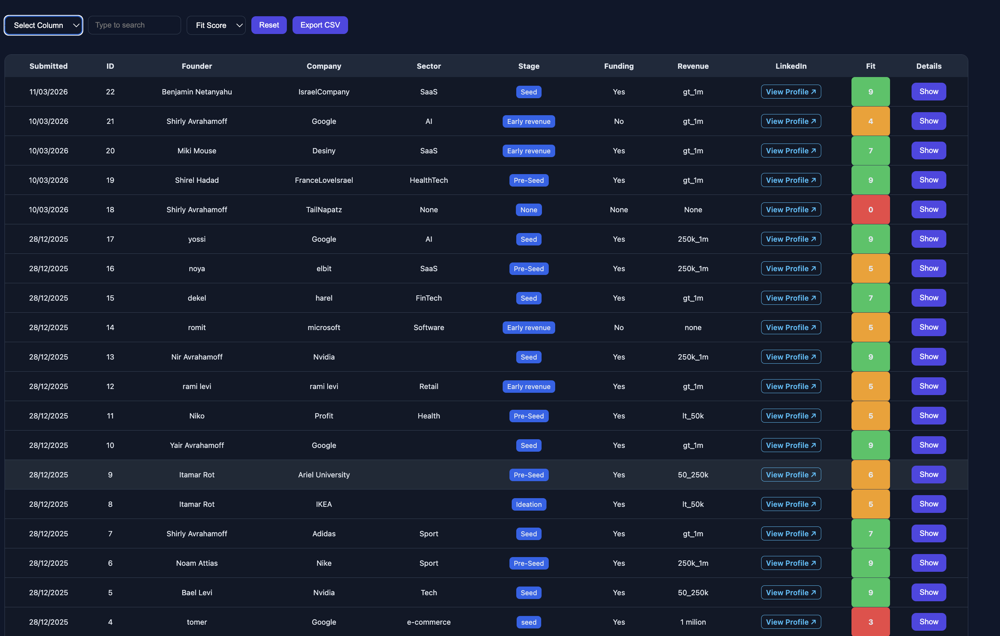 Select Column Type to search Fit Score Reset Export CSV
Submitted ID Founder Company Sector Stage Funding Revenue LinkedIn Fit Details
11/03/2026 22 Benjamin Netanyahu IsraelCompany SaaS Seed Yes gt_1m View Profile ↗ 9 Show
10/03/2026 21 Shirly Avrahamoff Google AI Early revenue No gt_1m View Profile ↗ 4 Show
10/03/2026 20 Miki Mouse Desiny SaaS Early revenue Yes gt_1m View Profile ↗ 7 Show
10/03/2026 19 Shirel Hadad FranceLoveIsrael HealthTech Pre-Seed Yes gt_1m View Profile ↗ 9 Show
10/03/2026 18 Shirly Avrahamoff TailNapatz None None None None View Profile ↗ 0 Show
28/12/2025 17 yossi Google AI Seed Yes 250k_1m View Profile ↗ 9 Show
28/12/2025 16 noya elbit SaaS Pre-Seed Yes 250k_1m View Profile ↗ 5 Show
28/12/2025 15 dekel harel FinTech Seed Yes gt_1m View Profile ↗ 7 Show
28/12/2025 14 romit microsoft Software Early revenue No none View Profile ↗ 5 Show
28/12/2025 13 Nir Avrahamoff Nvidia Seed Yes 250k_1m View Profile ↗ 9 Show
28/12/2025 12 rami levi rami levi Retail Early revenue Yes gt_1m View Profile ↗ 5 Show
28/12/2025 11 Niko Profit Health Pre-Seed Yes lt_50k View Profile ↗ 5 Show
28/12/2025 10 Yair Avrahamoff Google Seed Yes gt_1m View Profile ↗ 9 Show
28/12/2025 9 Itamar Rot Ariel University Pre-Seed Yes 50_250k View Profile ↗ 6 Show
28/12/2025 8 Itamar Rot IKEA Ideation Yes lt_50k View Profile ↗ 5 Show
28/12/2025 7 Shirly Avrahamoff Adidas Sport Seed Yes gt_1m View Profile ↗ 7 Show
28/12/2025 6 Noam Attias Nike Sport Pre-Seed Yes 250k_1m View Profile ↗ 9 Show
28/12/2025 5 Bael Levi Nvidia Tech Seed Yes 50_250k View Profile ↗ 9 Show
28/12/2025 4 tomer Google e-commerce seed Yes 1 milion View Profile ↗ 3 Show